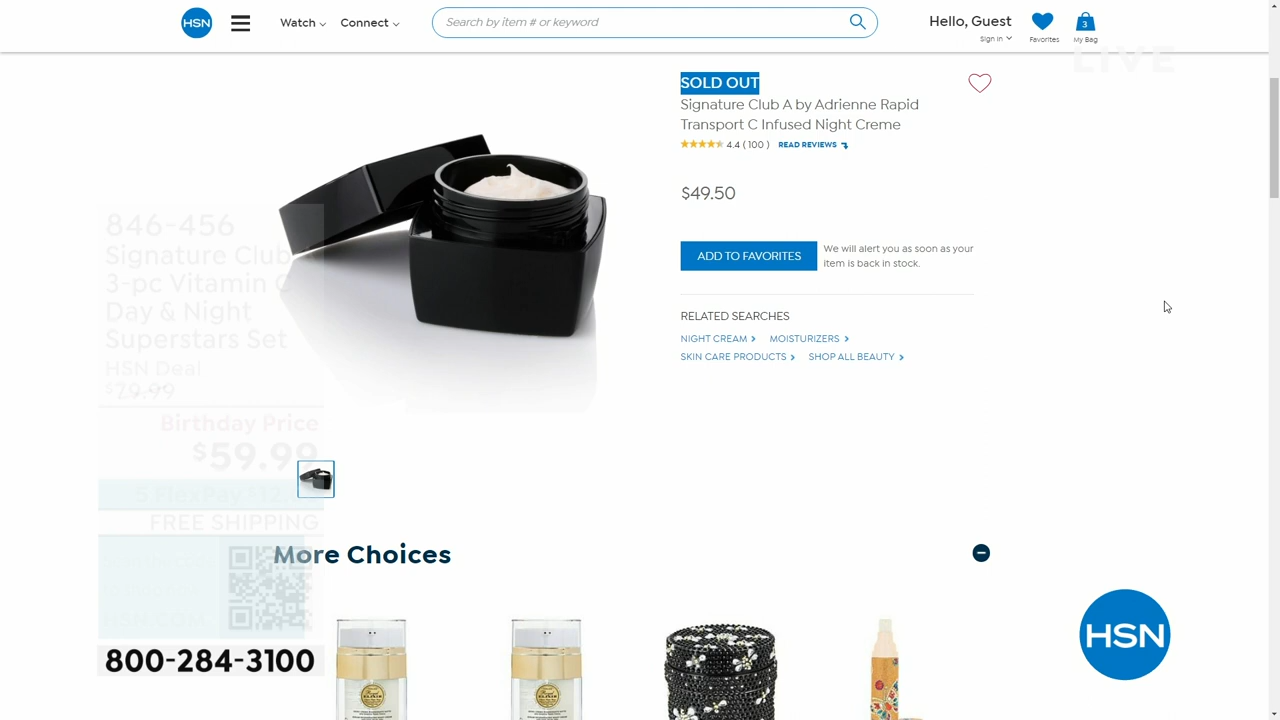 HSN
Watch
Connect
Search by item # or keyword
Hello, Guest
Sign In
Favorites
3
My Bag
LIVE
SOLD OUT
Signature Club A by Adrienne Rapid
Transport C Infused Night Creme
4.4 ( 100 )
READ REVIEWS
$49.50
ADD TO FAVORITES
We will alert you as soon as your
item is back in stock.
RELATED SEARCHES
NIGHT CREAM
MOISTURIZERS
SKIN CARE PRODUCTS
SHOP ALL BEAUTY
846-456
Signature Club
3-pc Vitamin C
Day & Night
Superstars Set
HSN Deal
$79.99
Birthday Price
$59.99
5 FlexPay
FREE SHIPPING
800-284-3100
More Choices
HSN